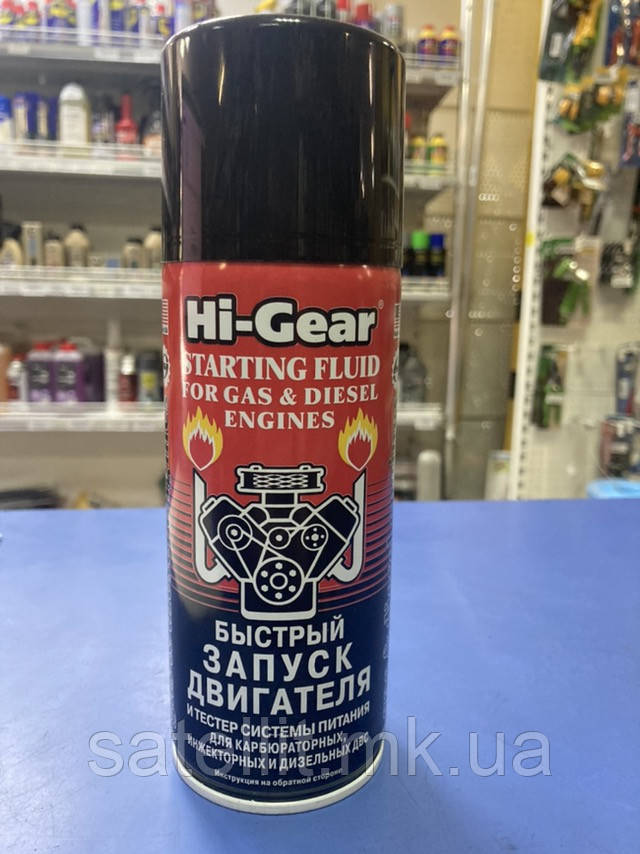 Hi-Gear®
STARTING FLUID
FOR GAS & DIESEL
ENGINES
БЫСТРЫЙ
ЗАПУСК
ДВИГАТЕЛЯ
И ТЕСТЕР СИСТЕМЫ ПИТАНИЯ
ДЛЯ КАРБЮРАТОРНЫХ,
ИНЖЕКТОРНЫХ И ДИЗЕЛЬНЫХ ДВС
Инструкция на обратной стороне
satellit.mk.ua